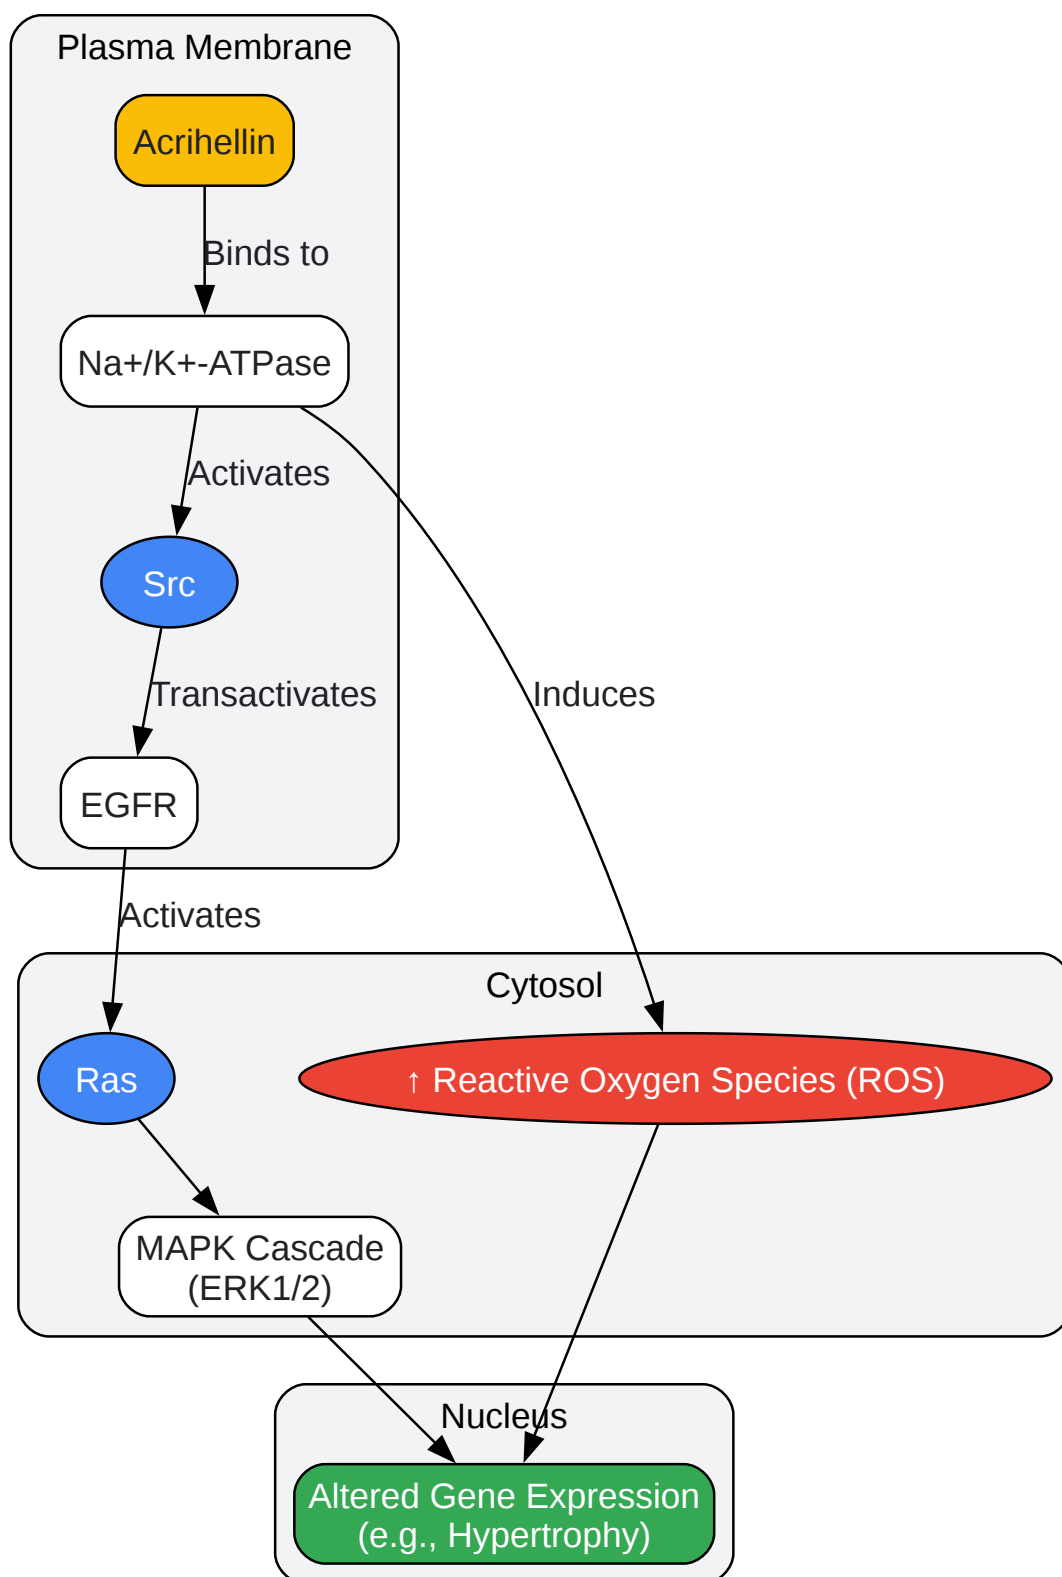 Plasma Membrane
Acrihellin
Binds to
Na+/K+-ATPase
Activates
Src
Transactivates
Induces
EGFR
Activates
Cytosol
Ras
↑ Reactive Oxygen Species (ROS)
MAPK Cascade
(ERK1/2)
Nucleus
Altered Gene Expression
(e.g., Hypertrophy)